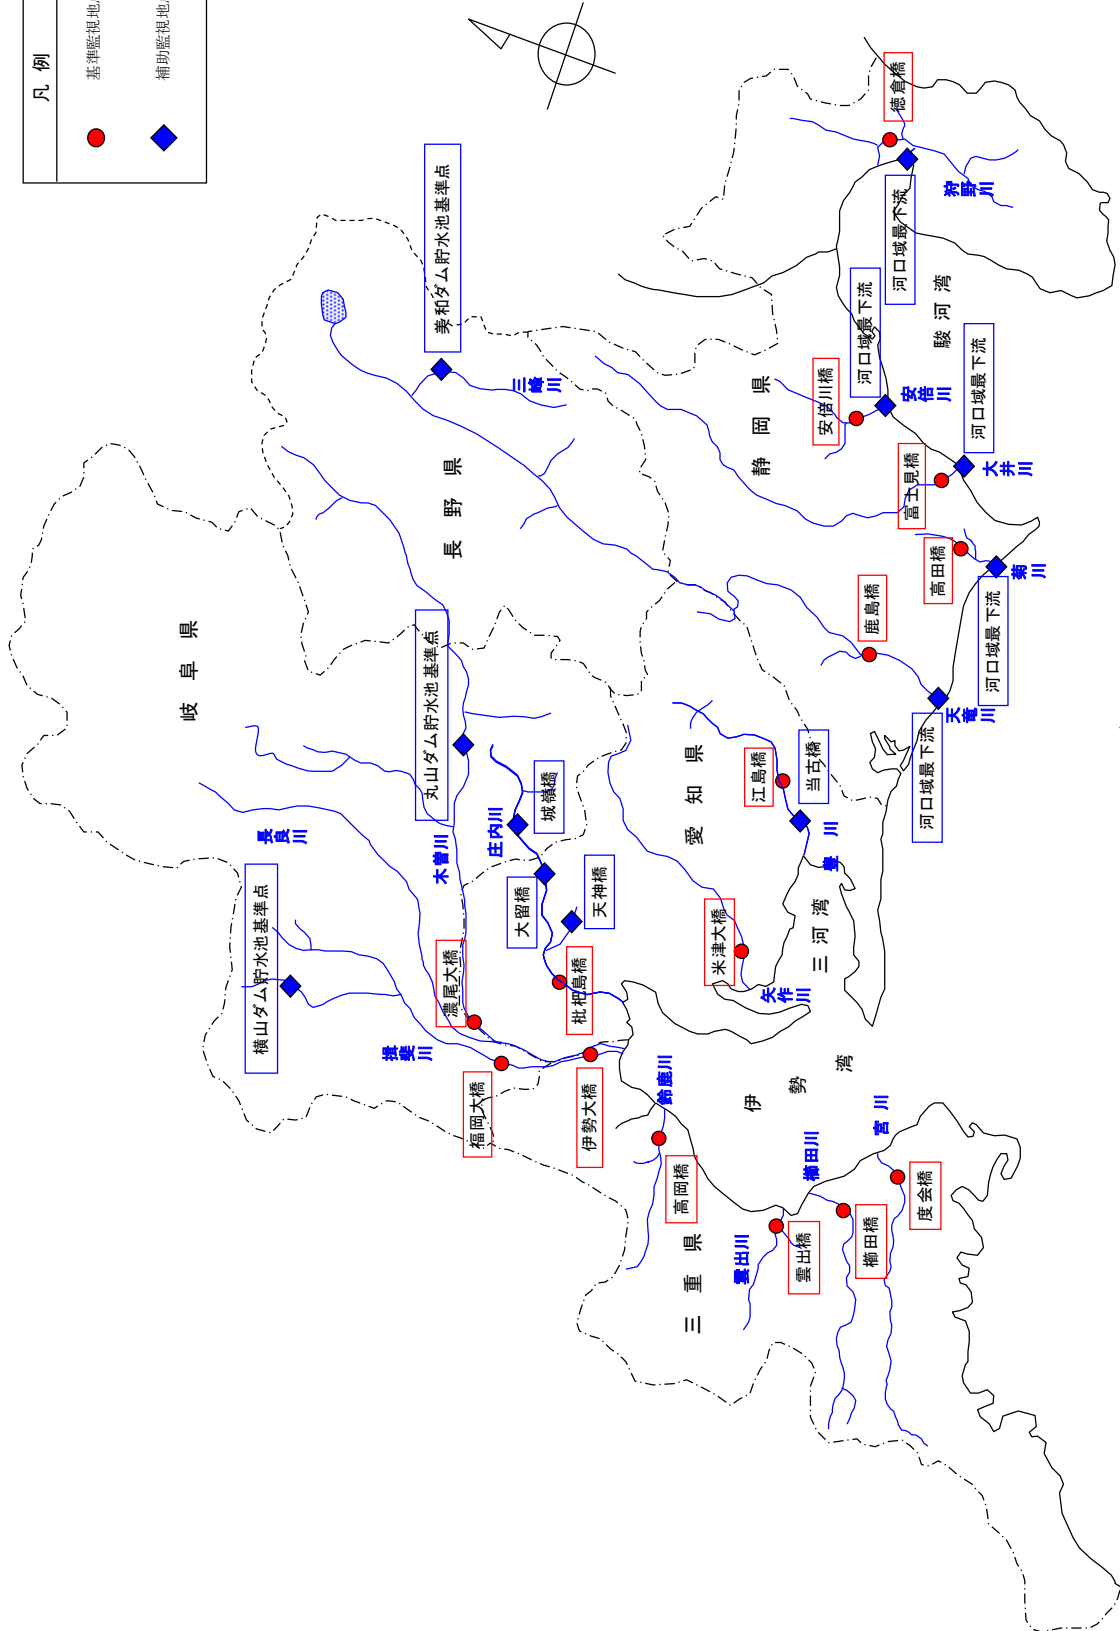 凡 例
基準監視地
補助監視地
岐 阜 県
長 野 県
静 岡 県
愛 知 県
三 重 県
駿 河 湾
三 河 湾
伊 勢 湾
横山ダム貯水池基準点
丸山ダム貯水池基準点
美和ダム貯水池基準点
長良川
揖斐川
木曽川
庄内川
三峰川
城嶺橋
大留橋
天神橋
濃尾大橋
枇杷島橋
福岡大橋
伊勢大橋
鈴鹿川
高岡橋
雲出川
雲出橋
櫛田川
櫛田橋
宮 川
度会橋
米津大橋
矢作川
江島橋
当古橋
豊 川
鹿島橋
天竜川
河口域最下流
高田橋
菊川
河口域最下流
富士見橋
大井川
河口域最下流
安倍川橋
安倍川
河口域最下流
徳倉橋
狩野川
河口域最下流